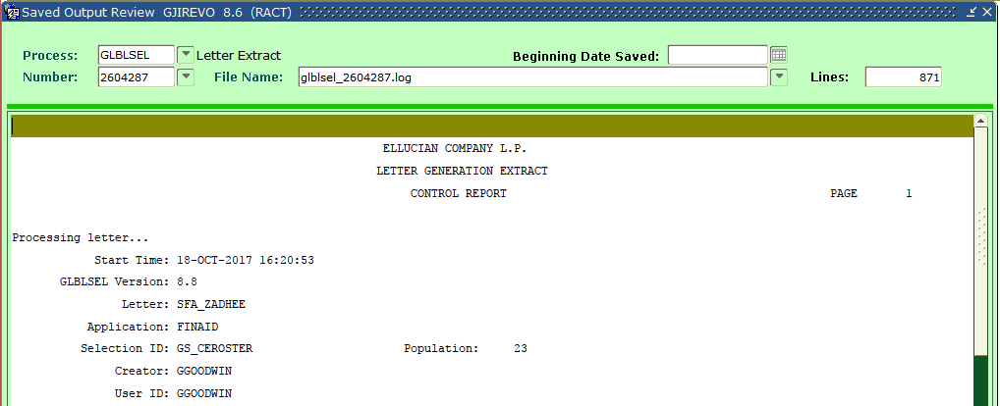 Saved Output Review GJIREVO 8.6 (RACT)
Process: GLBLSEL Letter Extract Beginning Date Saved:
Number: 2604287 File Name: glblsel_2604287.log Lines: 871
ELLUCIAN COMPANY L.P.
LETTER GENERATION EXTRACT
CONTROL REPORT PAGE 1
Processing letter...
Start Time: 18-OCT-2017 16:20:53
GLBLSEL Version: 8.8
Letter: SFA_ZADHEE
Application: FINAID
Selection ID: GS_CEROSTER Population: 23
Creator: GGOODWIN
User ID: GGOODWIN